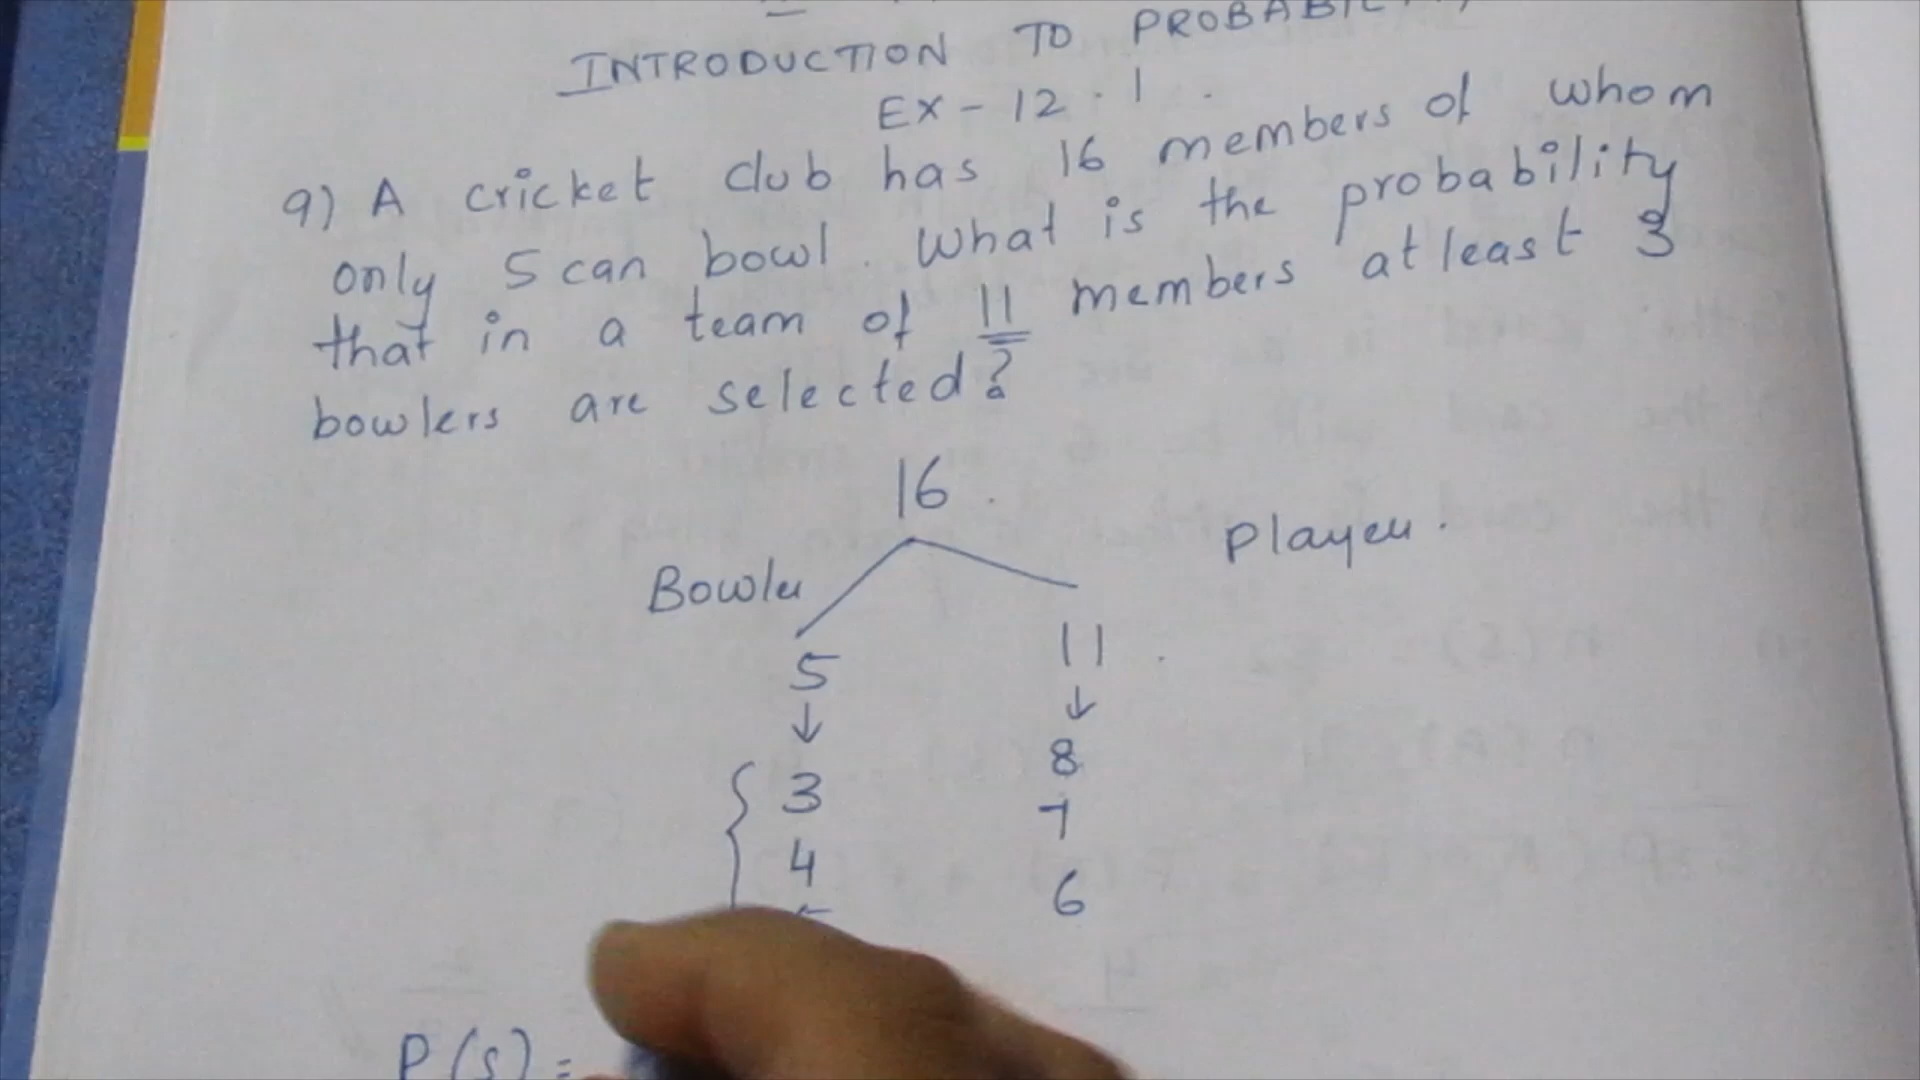 INTRODUCTION TO PROBABILITY
EX - 12.1.
9) A cricket club has 16 members of whom
only 5 can bowl. What is the probability
that in a team of 11 members atleast 3
bowlers are selected?
16.
Bowler Player.
5 11.
↓ ↓
3 8
4 7
5 6
P(S) =